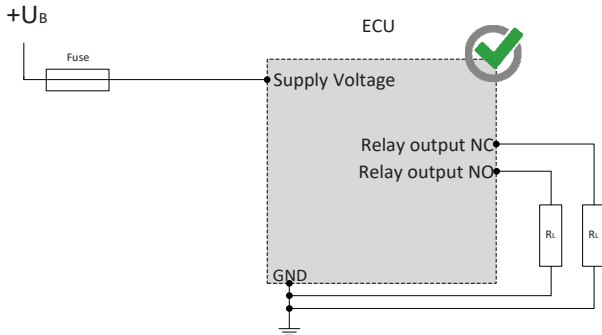 +UB
ECU
Fuse
Supply Voltage
Relay output NC
Relay output NO
RL
RL
GND